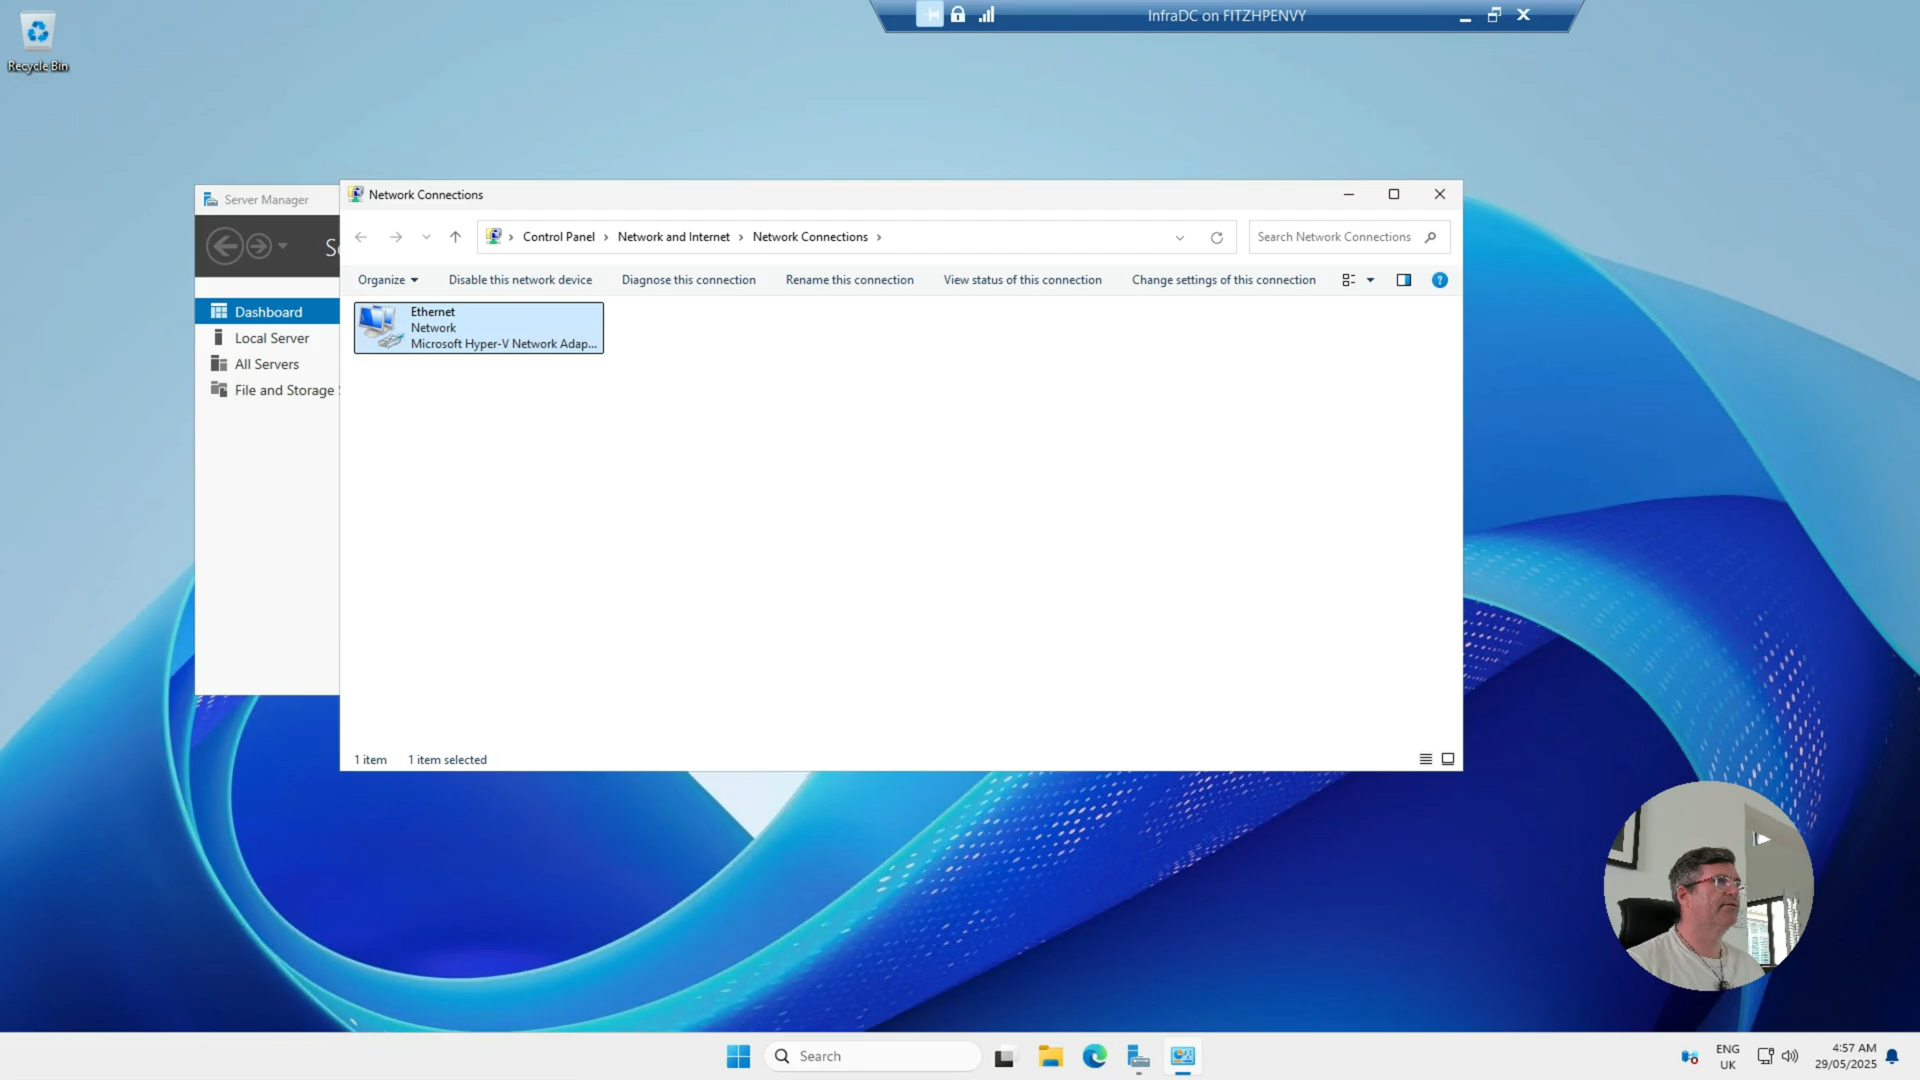 InfraDC on FITZHPENVY
Recycle Bin
Server Manager
Network Connections
Control Panel > Network and Internet > Network Connections >
Search Network Connections
Organize
Disable this network device
Diagnose this connection
Rename this connection
View status of this connection
Change settings of this connection
Dashboard
Local Server
All Servers
File and Storage
Ethernet
Network
Microsoft Hyper-V Network Adap...
1 item
1 item selected
Search
ENG
UK
4:57 AM
29/05/2025